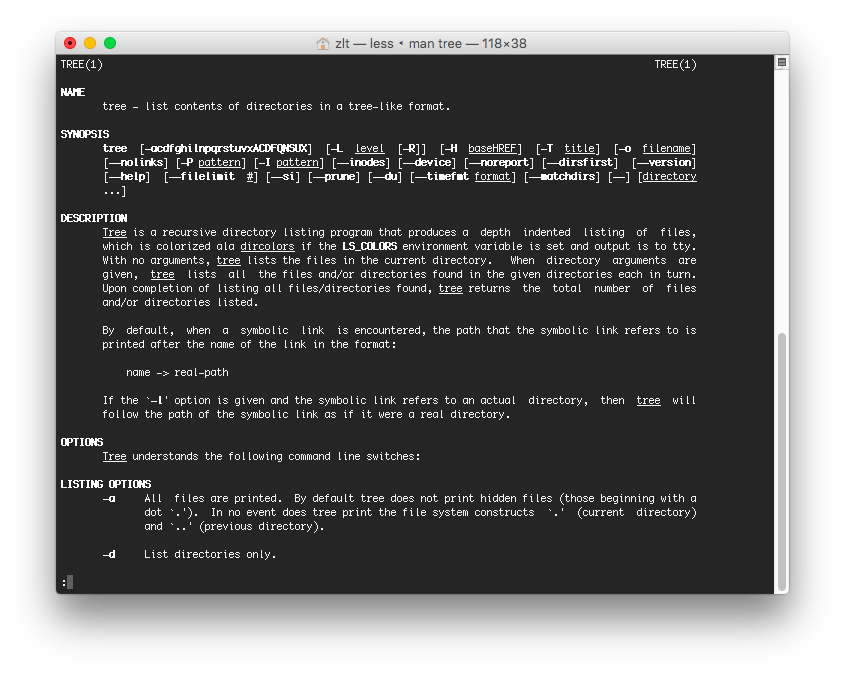 zlt — less ◂ man tree — 118×38
TREE(1) TREE(1)
NAME
tree - list contents of directories in a tree-like format.
SYNOPSIS
tree [-acdfghilnpqrstuvxACDFQNSUX] [-L level [-R]] [-H baseHREF] [-T title] [-o filename]
[--nolinks] [-P pattern] [-I pattern] [--inodes] [--device] [--noreport] [--dirsfirst] [--version]
[--help] [--filelimit #] [--si] [--prune] [--du] [--timefmt format] [--matchdirs] [--] [directory
...]
DESCRIPTION
Tree is a recursive directory listing program that produces a depth indented listing of files,
which is colorized ala dircolors if the LS_COLORS environment variable is set and output is to tty.
With no arguments, tree lists the files in the current directory. When directory arguments are
given, tree lists all the files and/or directories found in the given directories each in turn.
Upon completion of listing all files/directories found, tree returns the total number of files
and/or directories listed.
By default, when a symbolic link is encountered, the path that the symbolic link refers to is
printed after the name of the link in the format:
name -> real-path
If the `-l' option is given and the symbolic link refers to an actual directory, then tree will
follow the path of the symbolic link as if it were a real directory.
OPTIONS
Tree understands the following command line switches:
LISTING OPTIONS
-a All files are printed. By default tree does not print hidden files (those beginning with a
dot `.'). In no event does tree print the file system constructs `.' (current directory)
and `..' (previous directory).
-d List directories only.
: